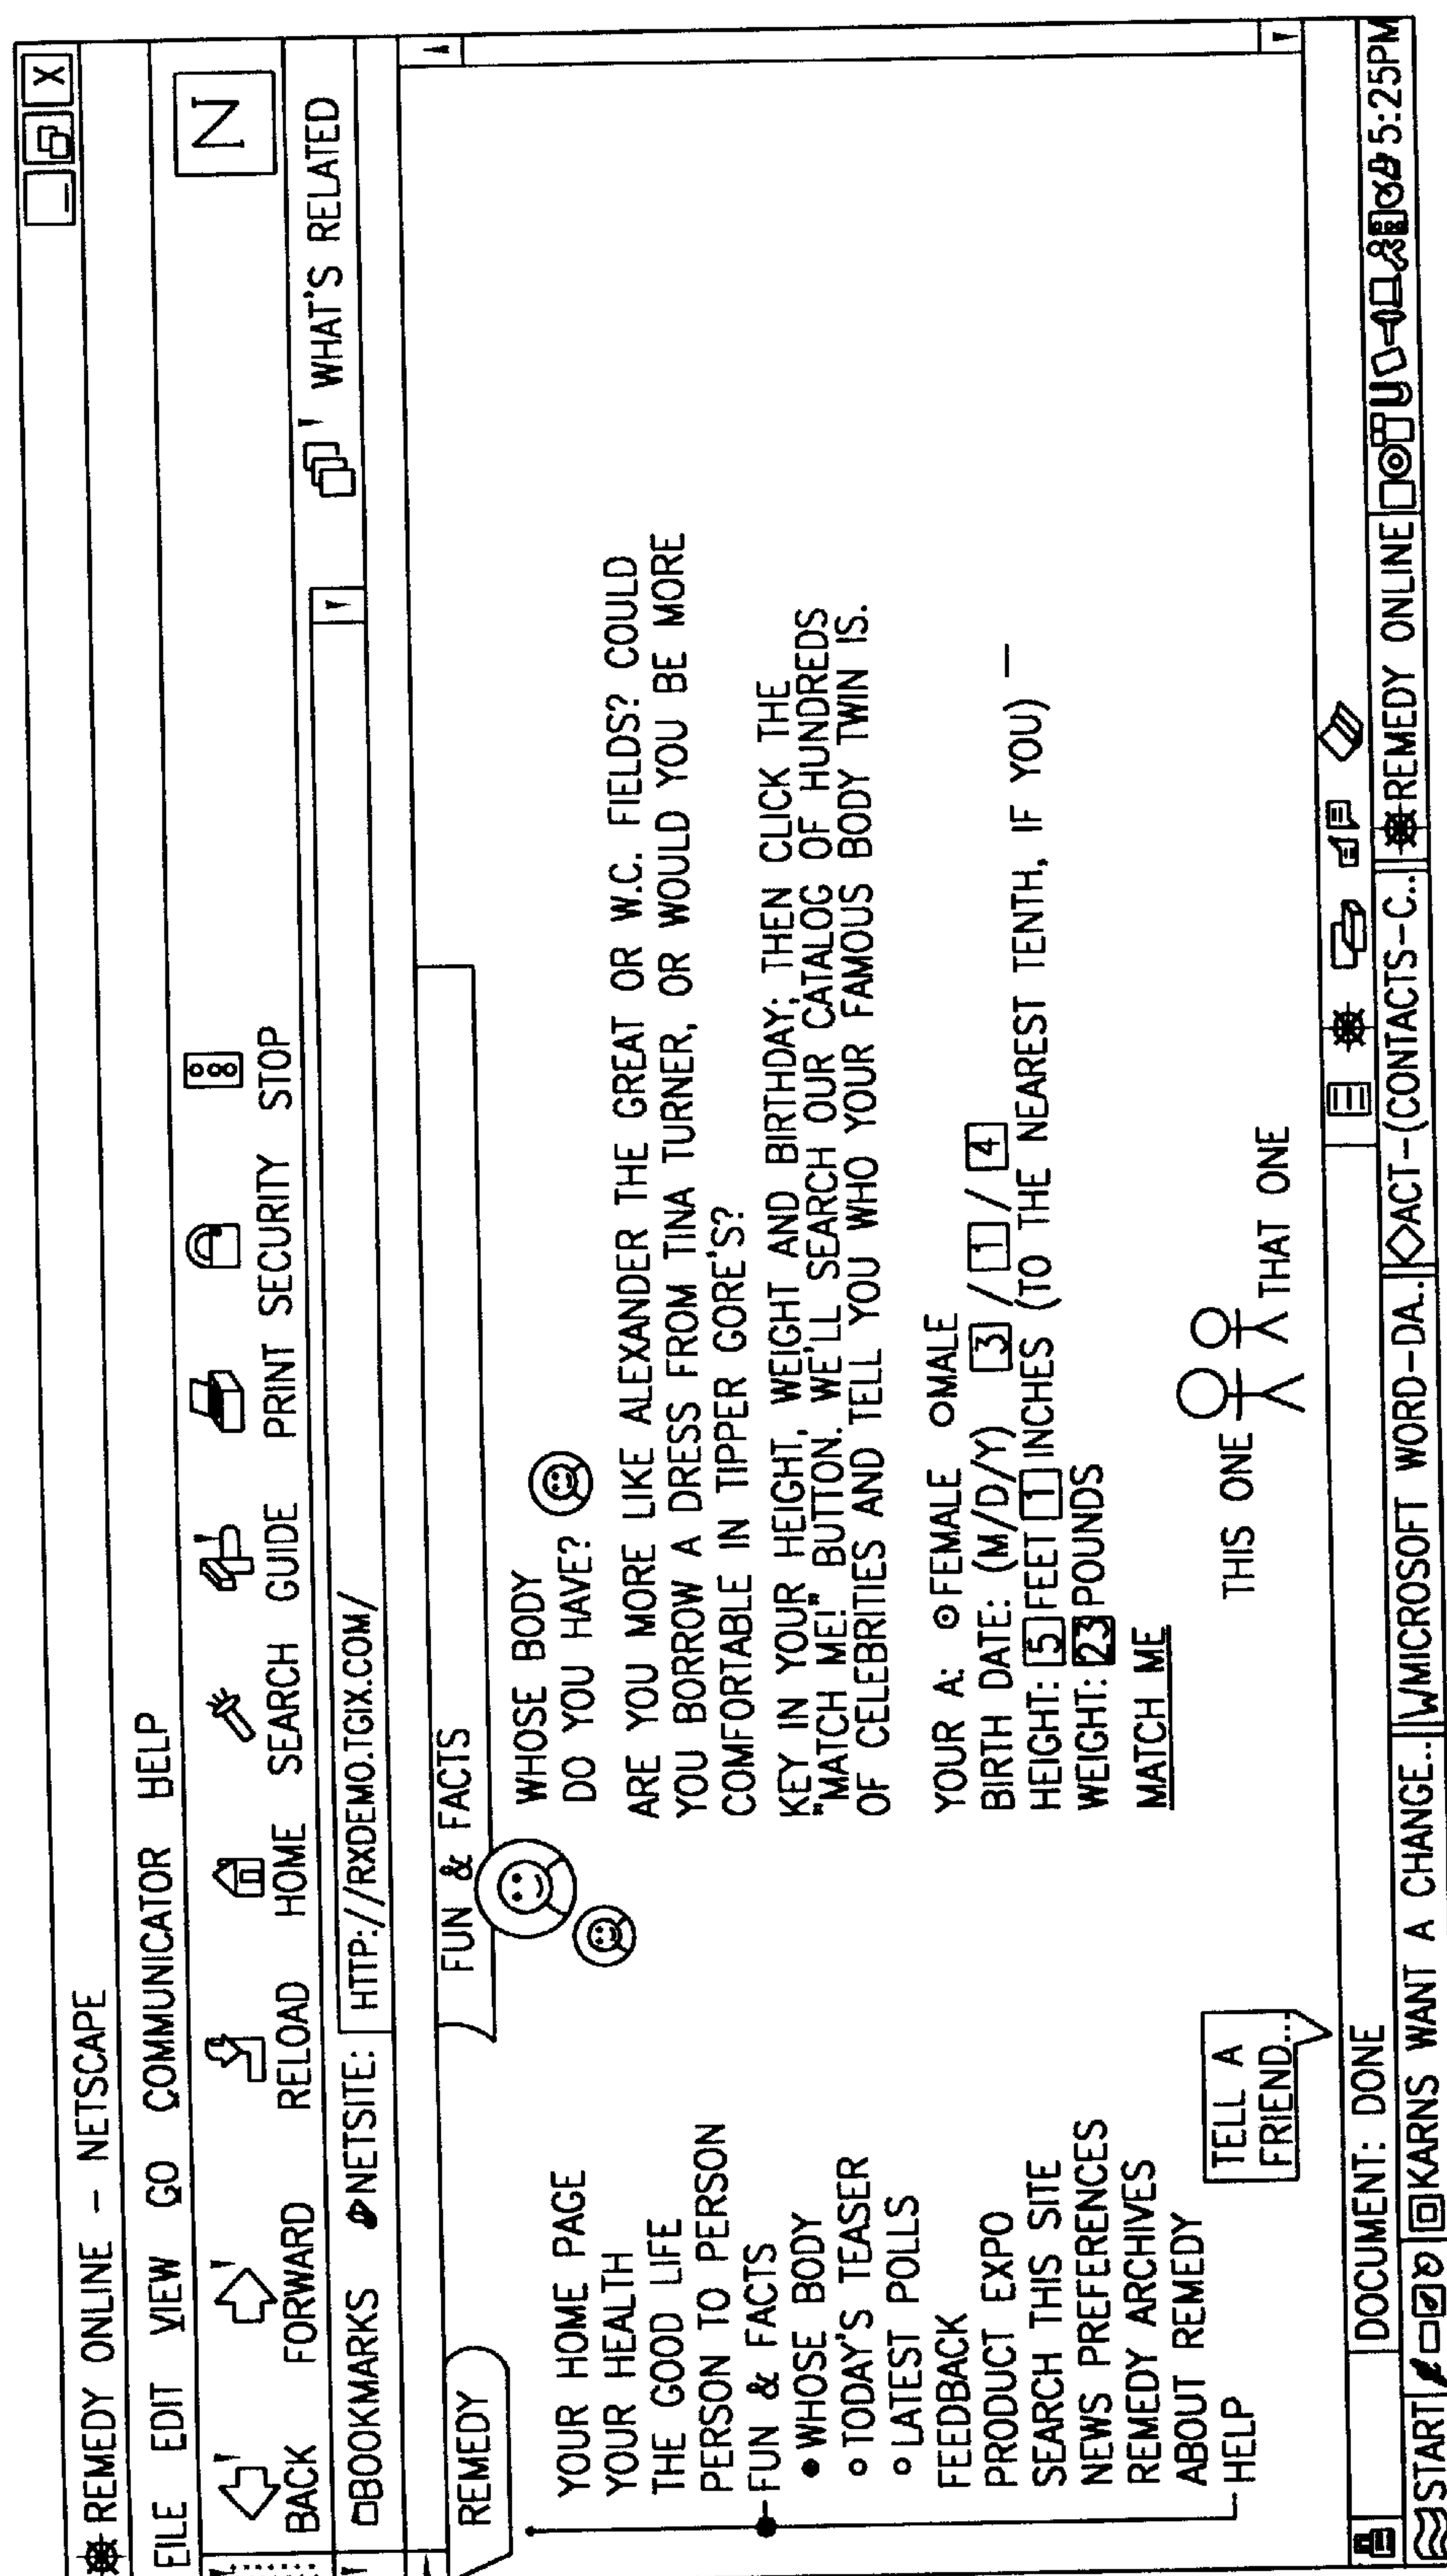 REMEDY ONLINE - NETSCAPE
X
FILE EDIT VIEW GO COMMUNICATOR HELP
BACK FORWARD RELOAD HOME SEARCH GUIDE PRINT SECURITY STOP
N
BOOKMARKS NETSITE: HTTP://RXDEMO.TGIX.COM/ WHAT'S RELATED
REMEDY
FUN & FACTS
YOUR HOME PAGE
YOUR HEALTH
THE GOOD LIFE
PERSON TO PERSON
FUN & FACTS
• WHOSE BODY
○ TODAY'S TEASER
○ LATEST POLLS
FEEDBACK
PRODUCT EXPO
SEARCH THIS SITE
NEWS PREFERENCES
REMEDY ARCHIVES
ABOUT REMEDY
HELP
TELL A
FRIEND...
WHOSE BODY
DO YOU HAVE?
ARE YOU MORE LIKE ALEXANDER THE GREAT OR W.C. FIELDS? COULD
YOU BORROW A DRESS FROM TINA TURNER, OR WOULD YOU BE MORE
COMFORTABLE IN TIPPER GORE'S?
KEY IN YOUR HEIGHT, WEIGHT AND BIRTHDAY; THEN CLICK THE
"MATCH ME!" BUTTON. WE'LL SEARCH OUR CATALOG OF HUNDREDS
OF CELEBRITIES AND TELL YOU WHO YOUR FAMOUS BODY TWIN IS.
YOUR A: ⊙FEMALE ○MALE
BIRTH DATE: (M/D/Y) 3 / 1 / 4
HEIGHT: 5 FEET 1 INCHES (TO THE NEAREST TENTH, IF YOU) —
WEIGHT: 23 POUNDS
MATCH ME
THIS ONE THAT ONE
DOCUMENT: DONE
START KARNS WANT A CHANGE.. W MICROSOFT WORD-DA.. ACT-(CONTACTS-C.. REMEDY ONLINE 5:25PM